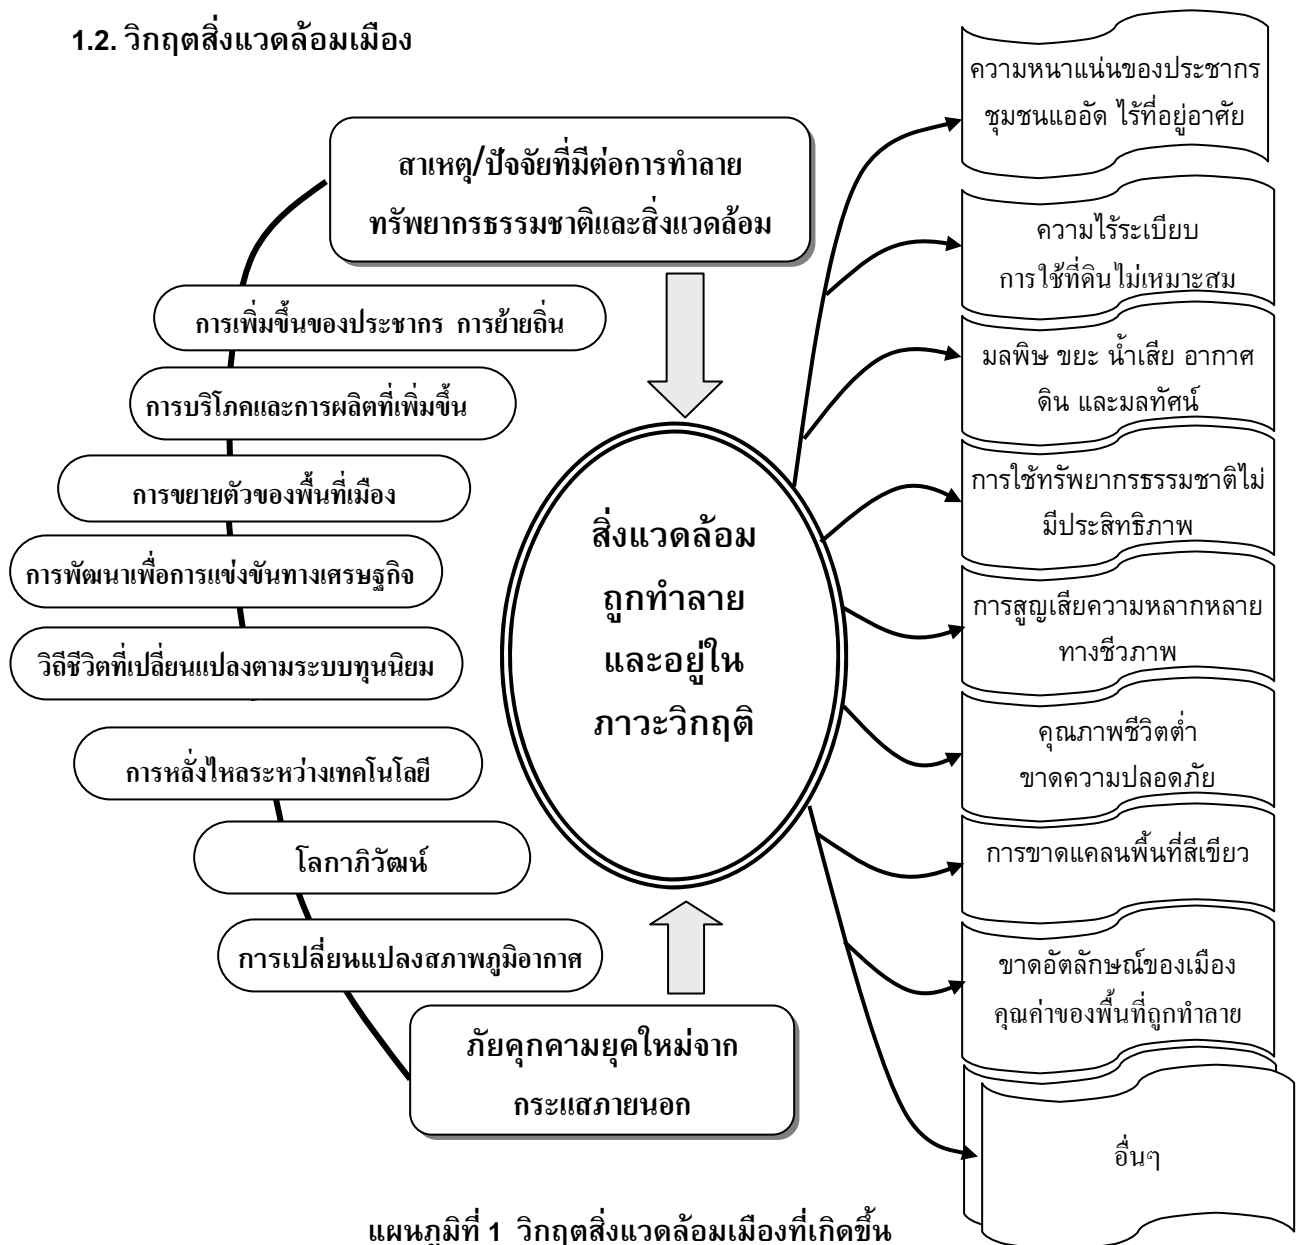 1.2. วิกฤตสิ่งแวดล้อมเมือง
สาเหตุ/ปัจจัยที่มีต่อการทำลาย
ทรัพยากรธรรมชาติและสิ่งแวดล้อม
การเพิ่มขึ้นของประชากร การย้ายถิ่น
การบริโภคและการผลิตที่เพิ่มขึ้น
การขยายตัวของพื้นที่เมือง
การพัฒนาเพื่อการแข่งขันทางเศรษฐกิจ
วิถีชีวิตที่เปลี่ยนแปลงตามระบบทุนนิยม
การหลั่งไหลระหว่างเทคโนโลยี
โลกาภิวัฒน์
การเปลี่ยนแปลงสภาพภูมิอากาศ
ภัยคุกคามยุคใหม่จาก
กระแสภายนอก
สิ่งแวดล้อม
ถูกทำลาย
และอยู่ใน
ภาวะวิกฤติ
ความหนาแน่นของประชากร
ชุมชนแออัด ไร้ที่อยู่อาศัย
ความไร้ระเบียบ
การใช้ที่ดินไม่เหมาะสม
มลพิษ ขยะ น้ำเสีย อากาศ
ดิน และมลทัศน์
การใช้ทรัพยากรธรรมชาติไม่
มีประสิทธิภาพ
การสูญเสียความหลากหลาย
ทางชีวภาพ
คุณภาพชีวิตต่ำ
ขาดความปลอดภัย
การขาดแคลนพื้นที่สีเขียว
ขาดอัตลักษณ์ของเมือง
คุณค่าของพื้นที่ถูกทำลาย
อื่นๆ
แผนภูมิที่ 1 วิกฤตสิ่งแวดล้อมเมืองที่เกิดขึ้น